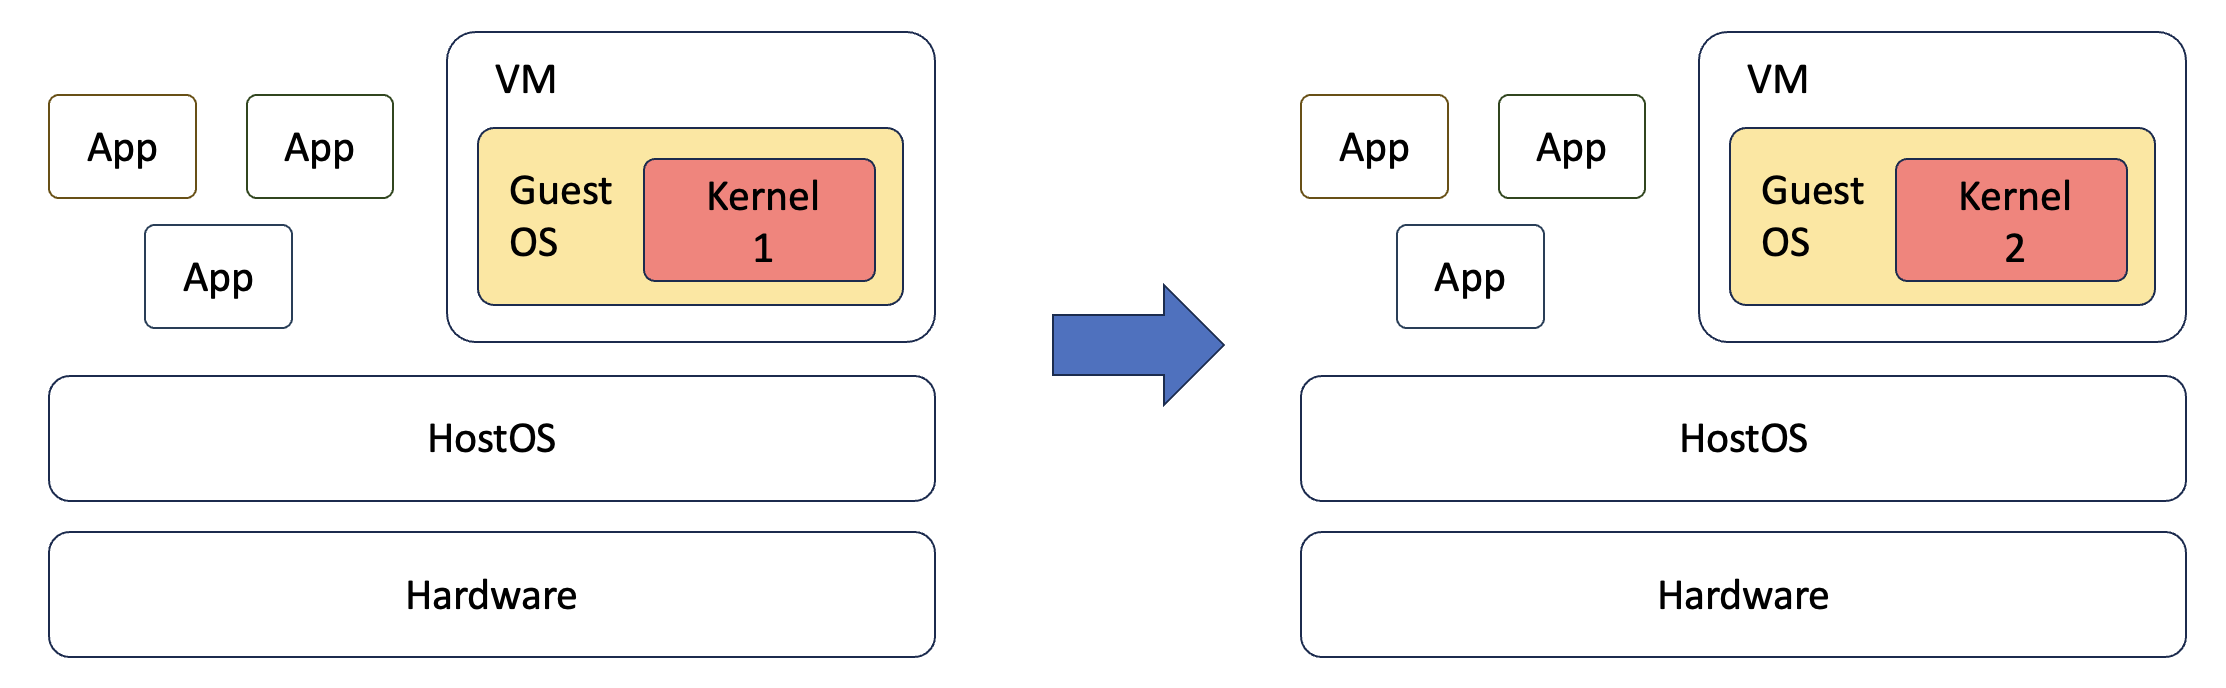 VM
App
App
Guest
OS
Kernel
1
App
HostOS
Hardware
VM
App
App
Guest
OS
Kernel
2
App
HostOS
Hardware